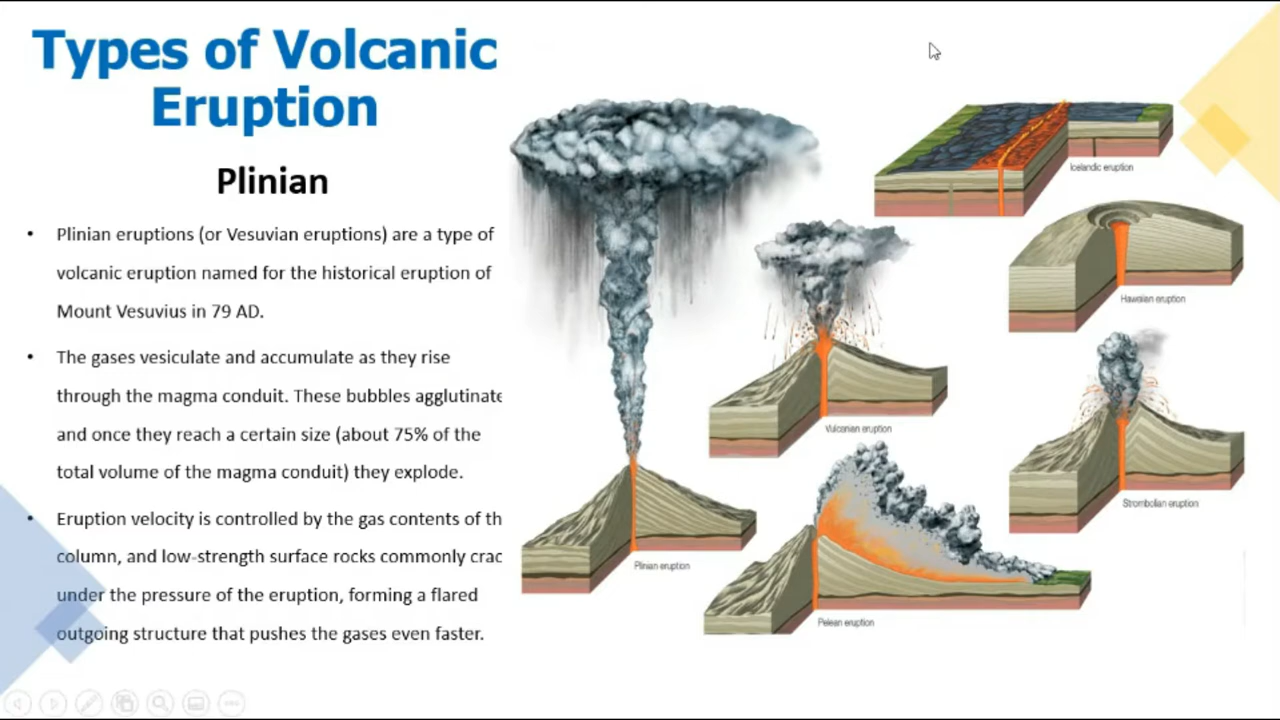 Types of Volcanic
Eruption
Plinian
• Plinian eruptions (or Vesuvian eruptions) are a type of
volcanic eruption named for the historical eruption of
Mount Vesuvius in 79 AD.
• The gases vesiculate and accumulate as they rise
through the magma conduit. These bubbles agglutinate
and once they reach a certain size (about 75% of the
total volume of the magma conduit) they explode.
• Eruption velocity is controlled by the gas contents of th
column, and low-strength surface rocks commonly crac
under the pressure of the eruption, forming a flared
outgoing structure that pushes the gases even faster.
Icelandic eruption
Hawaiian eruption
Vulcanian eruption
Strombolian eruption
Plinian eruption
Pelean eruption